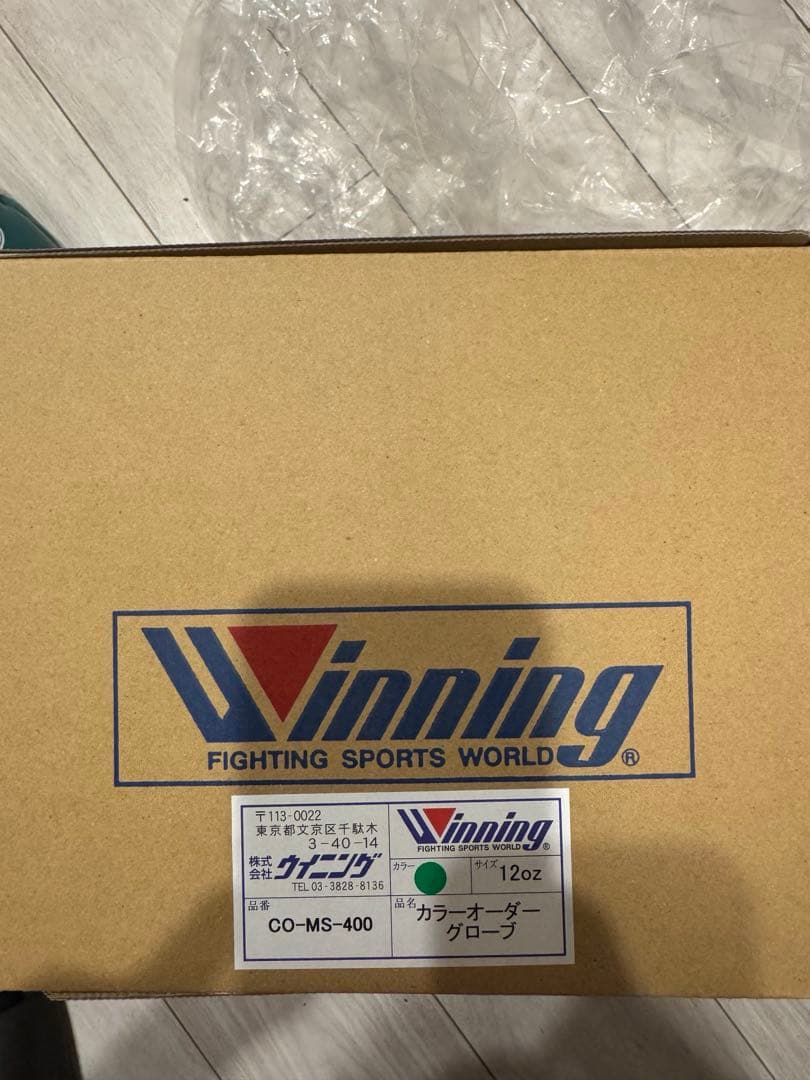 Winning
FIGHTING SPORTS WORLD®
〒113-0022
東京都文京区千駄木
3-40-14
株式会社 ウイニング
TEL 03-3828-8136
Winning
FIGHTING SPORTS WORLD®
カラー
サイズ 12oz
品番
CO-MS-400
品名 カラーオーダー
グローブ